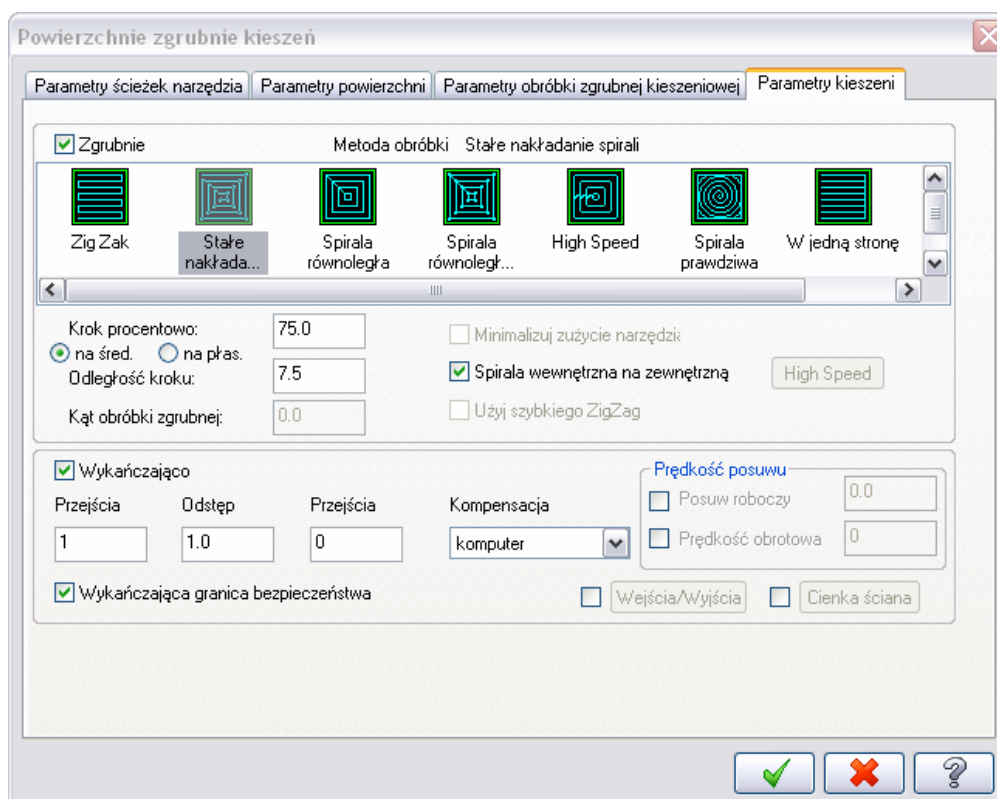 Powierzchnie zgrubnie kieszeń
Parametry ścieżek narzędzia Parametry powierzchni Parametry obróbki zgrubnej kieszeniowej Parametry kieszeni
Zgrubnie Metoda obróbki Stałe nakładanie spirali
Zig Zak Stałe nakłada... Spirala równoległa Spirala równoległ... High Speed Spirala prawdziwa W jedną stronę
Krok procentowo: 75.0 Minimalizuj zużycie narzędzia
na śred. na płas.
Odległość kroku: 7.5 Spirala wewnętrzna na zewnętrzną High Speed
Kąt obróbki zgrubnej: 0.0 Użyj szybkiego ZigZag
Wykańczająco Prędkość posuwu
Przejścia Odstęp Przejścia Kompensacja Posuw roboczy 0.0
1 1.0 0 komputer Prędkość obrotowa 0
Wykańczająca granica bezpieczeństwa Wejścia/Wyjścia Cienka ściana